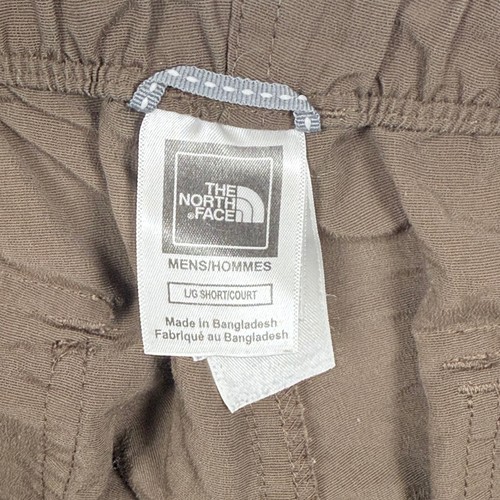 THE
NORTH
®FACE
MENS/HOMMES
L/G SHORT/COURT
Made in Bangladesh
Fabriqué au Bangladesh